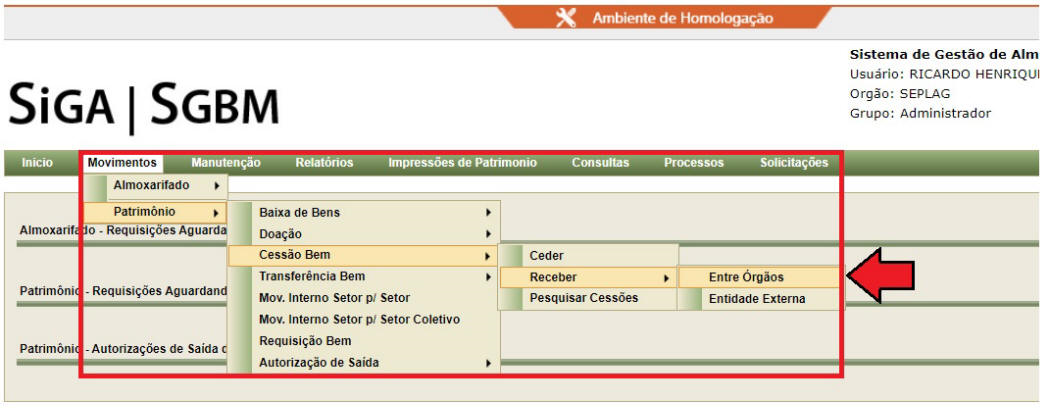 Ambiente de Homologação
Sistema de Gestão de Alm
Usuário: RICARDO HENRIQU
Orgão: SEPLAG
Grupo: Administrador
SIGA | SGBM
Início Movimentos Manutenção Relatórios Impressões de Patrimonio Consultas Processos Solicitações
Almoxarifado
Patrimônio Baixa de Bens
Almoxarifado - Requisições Aguarda Doação
Cessão Bem Ceder
Transferência Bem Receber Entre Órgãos
Patrimônio - Requisições Aguardand Mov. Interno Setor p/ Setor Pesquisar Cessões Entidade Externa
Mov. Interno Setor p/ Setor Coletivo
Requisição Bem
Patrimônio - Autorizações de Saída d Autorização de Saída